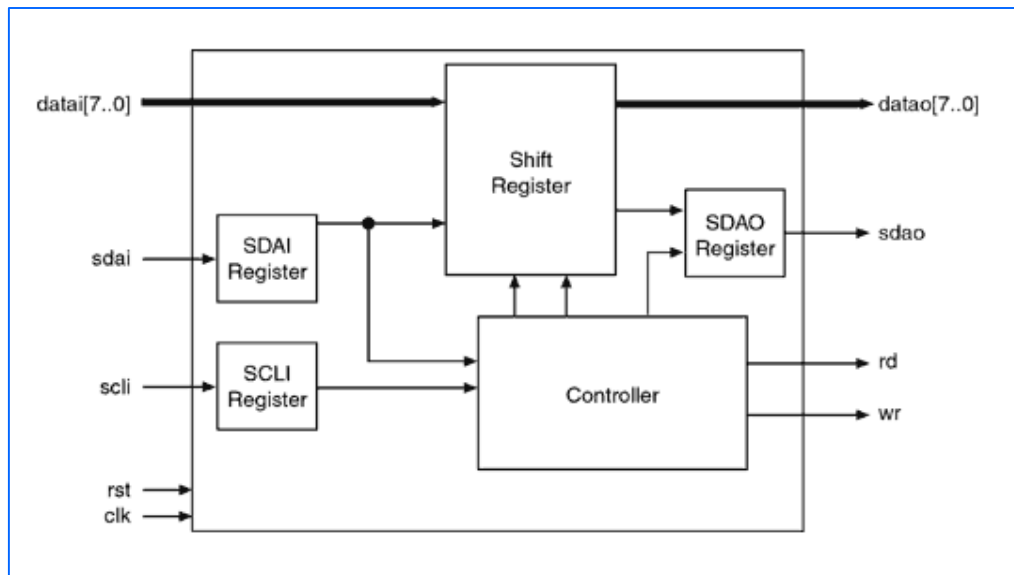 datai[7..0]
datao[7..0]
Shift
Register
SDAI
Register
SDAO
Register
sdai
sdao
SCLI
Register
scli
Controller
rd
wr
rst
clk